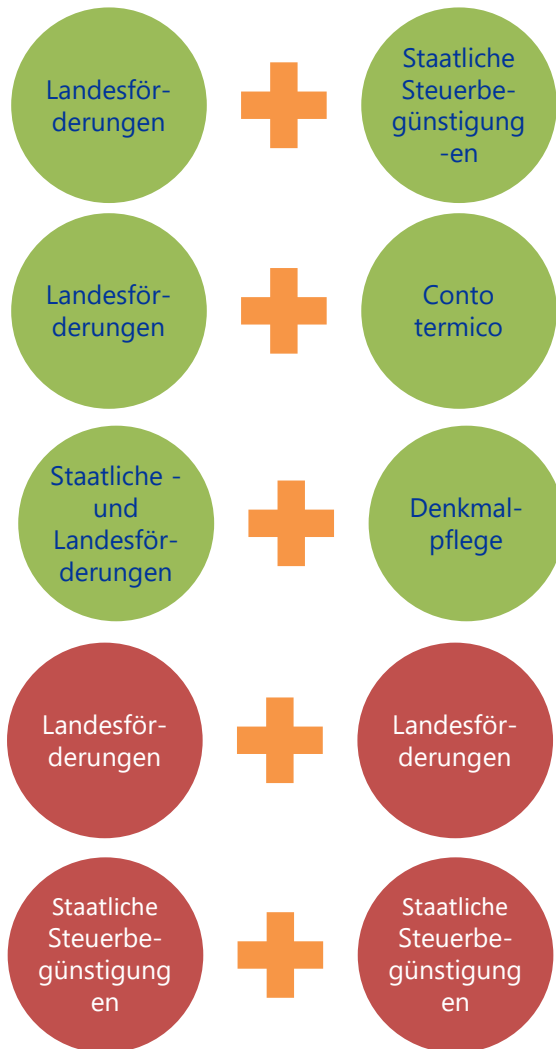 Landesför-
derungen
Staatliche
Steuerbe-
günstigung
-en
Landesför-
derungen
Conto
termico
Staatliche -
und
Landesför-
derungen
Denkmal-
pflege
Landesför-
derungen
Landesför-
derungen
Staatliche
Steuerbe-
günstigung
en
Staatliche
Steuerbe-
günstigung
en